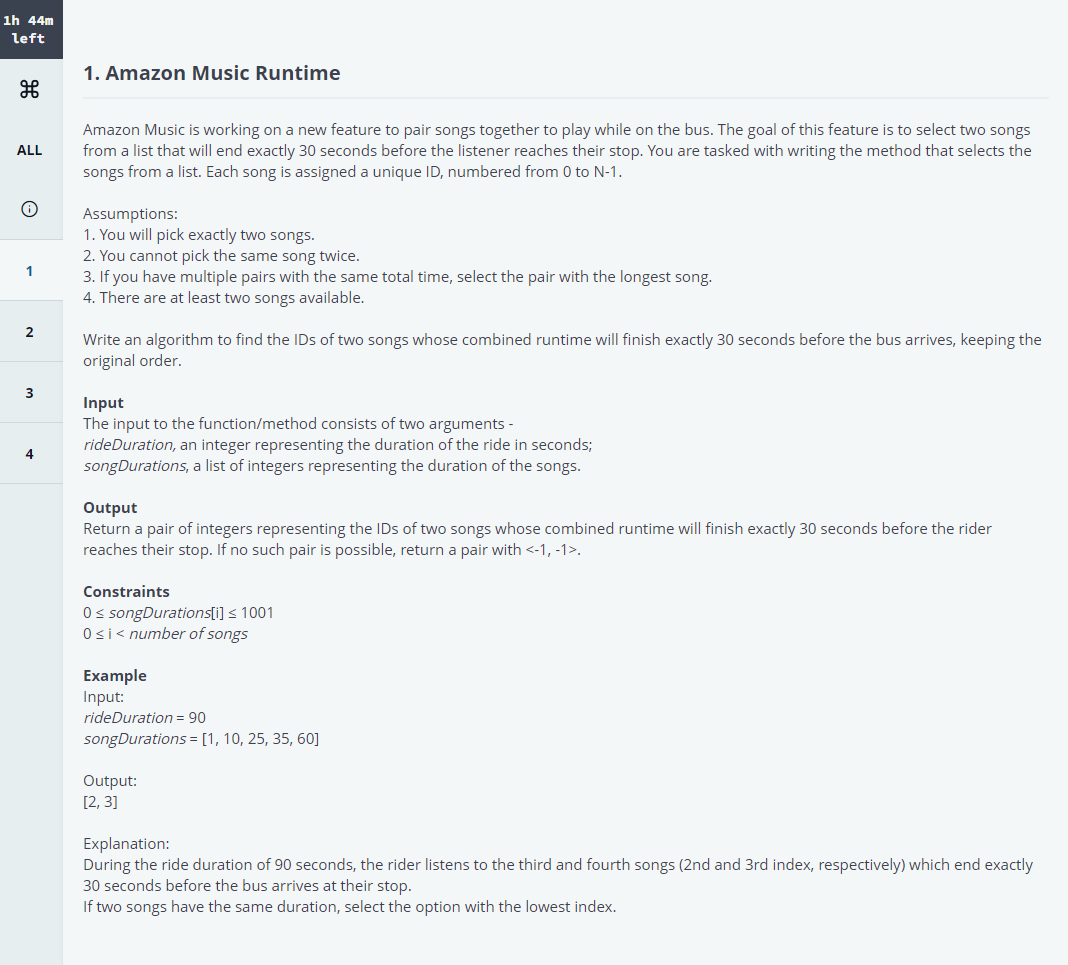 1h 44m
left
ALL
1
2
3
4
1. Amazon Music Runtime
Amazon Music is working on a new feature to pair songs together to play while on the bus. The goal of this feature is to select two songs
from a list that will end exactly 30 seconds before the listener reaches their stop. You are tasked with writing the method that selects the
songs from a list. Each song is assigned a unique ID, numbered from 0 to N-1.
Assumptions:
1. You will pick exactly two songs.
2. You cannot pick the same song twice.
3. If you have multiple pairs with the same total time, select the pair with the longest song.
4. There are at least two songs available.
Write an algorithm to find the IDs of two songs whose combined runtime will finish exactly 30 seconds before the bus arrives, keeping the
original order.
Input
The input to the function/method consists of two arguments -
rideDuration, an integer representing the duration of the ride in seconds;
songDurations, a list of integers representing the duration of the songs.
Output
Return a pair of integers representing the IDs of two songs whose combined runtime will finish exactly 30 seconds before the rider
reaches their stop. If no such pair is possible, return a pair with <-1, -1>.
Constraints
0 ≤ songDurations[i] ≤ 1001
0 ≤ i < number of songs
Example
Input:
rideDuration = 90
songDurations = [1, 10, 25, 35, 60]
Output:
[2, 3]
Explanation:
During the ride duration of 90 seconds, the rider listens to the third and fourth songs (2nd and 3rd index, respectively) which end exactly
30 seconds before the bus arrives at their stop.
If two songs have the same duration, select the option with the lowest index.